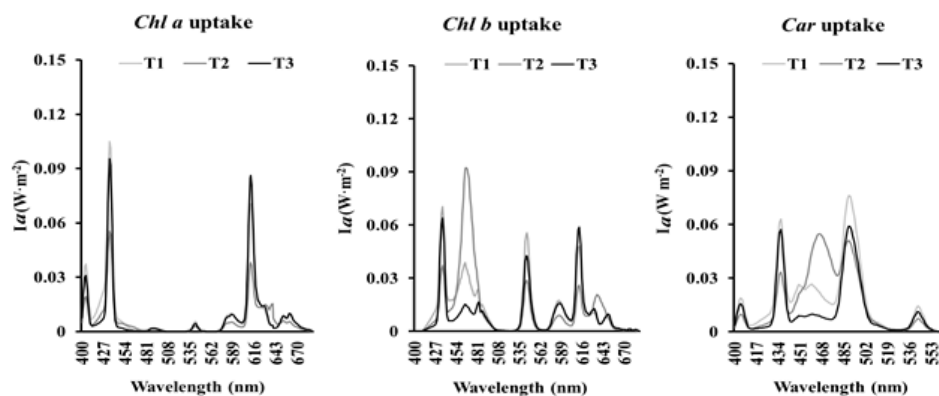 Chl a uptake
T1 T2 T3
Ia(W·m-2)
0.15
0.12
0.09
0.06
0.03
0
400 427 454 481 508 535 562 589 616 643 670
Wavelength (nm)
Chl b uptake
T1 T2 T3
Ia(W·m-2)
0.15
0.12
0.09
0.06
0.03
0
400 427 454 481 508 535 562 589 616 643 670
Wavelength (nm)
Car uptake
T1 T2 T3
Ia(W m-2)
0.15
0.12
0.09
0.06
0.03
0
400 417 434 451 468 485 502 519 536 553
Wavelength (nm)